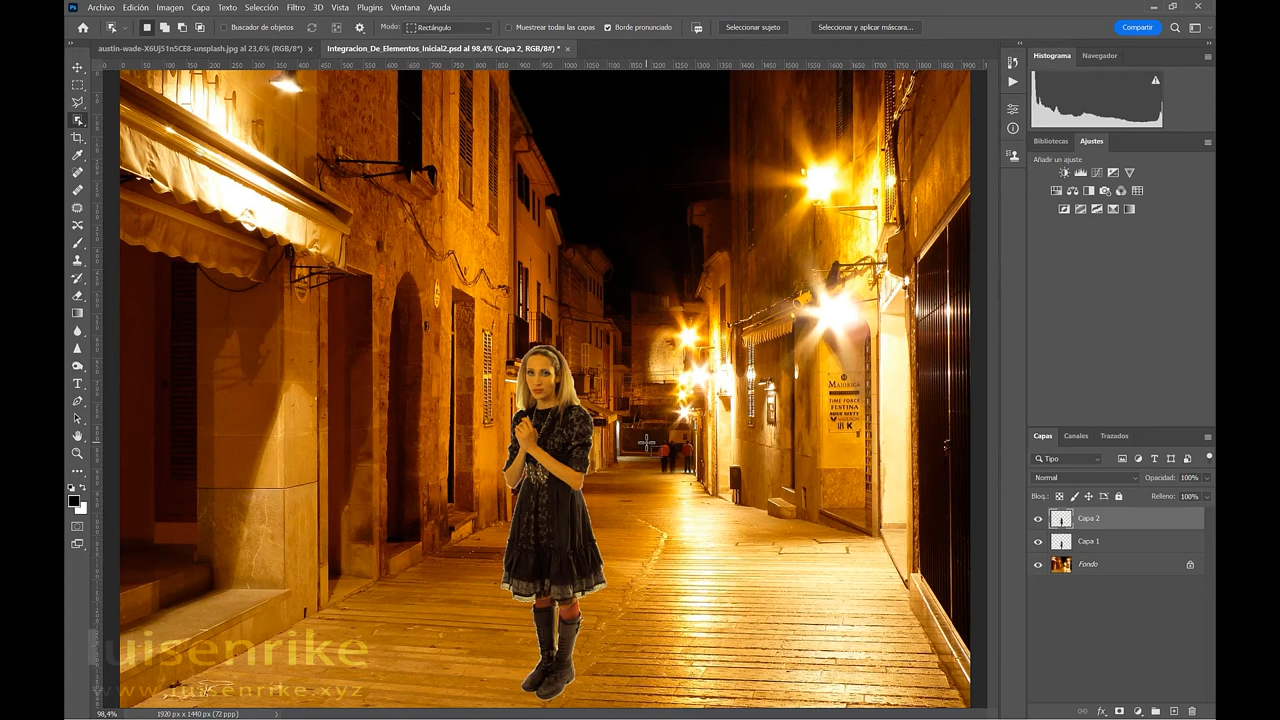 Archivo Edición Imagen Capa Texto Selección Filtro 3D Vista Plugins Ventana Ayuda
Buscador de objetos Modo: Rectángulo Muestrear todas las capas Borde pronunciado Seleccionar sujeto Seleccionar y aplicar máscara... Compartir
austin-wade-X6Uj51n5CE8-unsplash.jpg al 23,6% (RGB/8*) × Integracion_De_Elementos_Inicial2.psd al 98,4% (Capa 2, RGB/8#) * ×
Histograma Navegador
Bibliotecas Ajustes
Añadir un ajuste
MAJORICA
TIME FORCE
FESTINA
MISS SIXTY
Capas Canales Trazados
Tipo
Normal Opacidad: 100%
Bloq.: Relleno: 100%
Capa 2
Capa 1
Fondo
luisenrike
www.luisenrike.xyz
98,4% 1920 px x 1440 px (72 ppp)